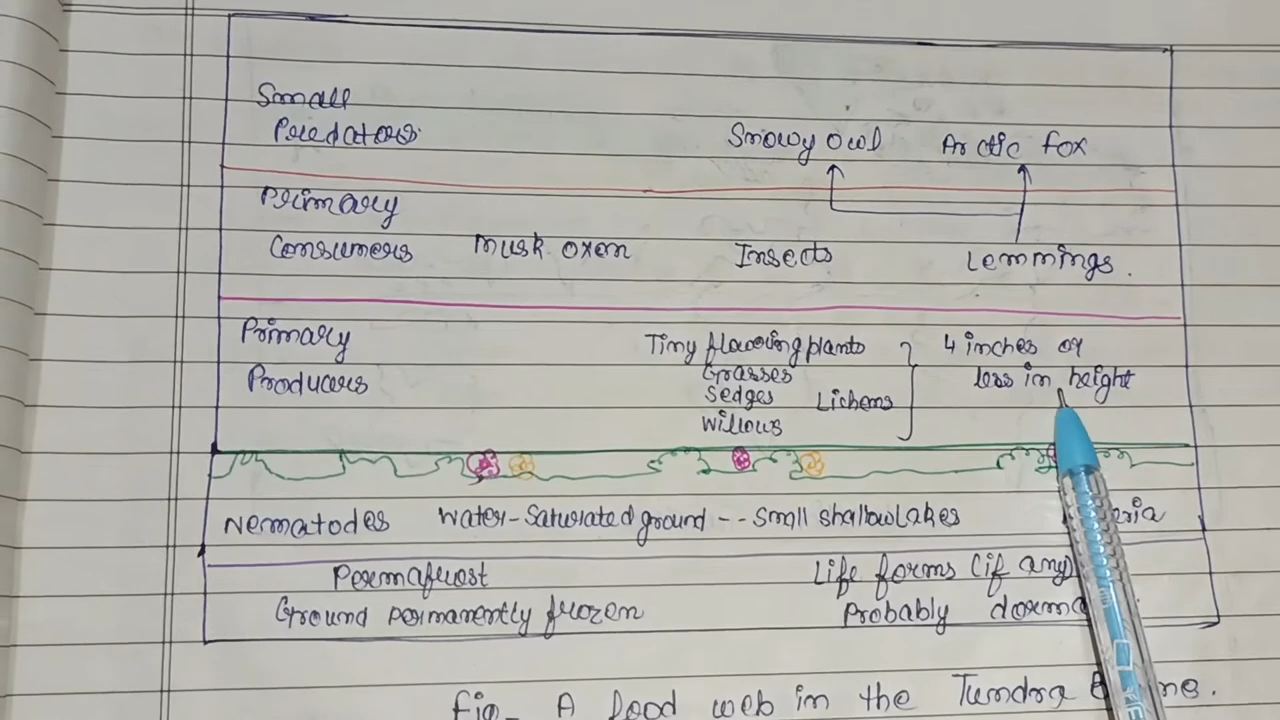 Small
Predators
Snowy owl Arctic fox
Primary
Consumers Musk oxen Insects Lemmings.
Primary
Producers
Tiny flowering plants
Grasses
Sedges
Willows
Lichens
4 inches or
less in height
Nematodes Water-Saturated ground -- Small shallow lakes
Permafrost
Ground permanently frozen
Life forms (if any)
Probably
Fig- A food web in the Tundra